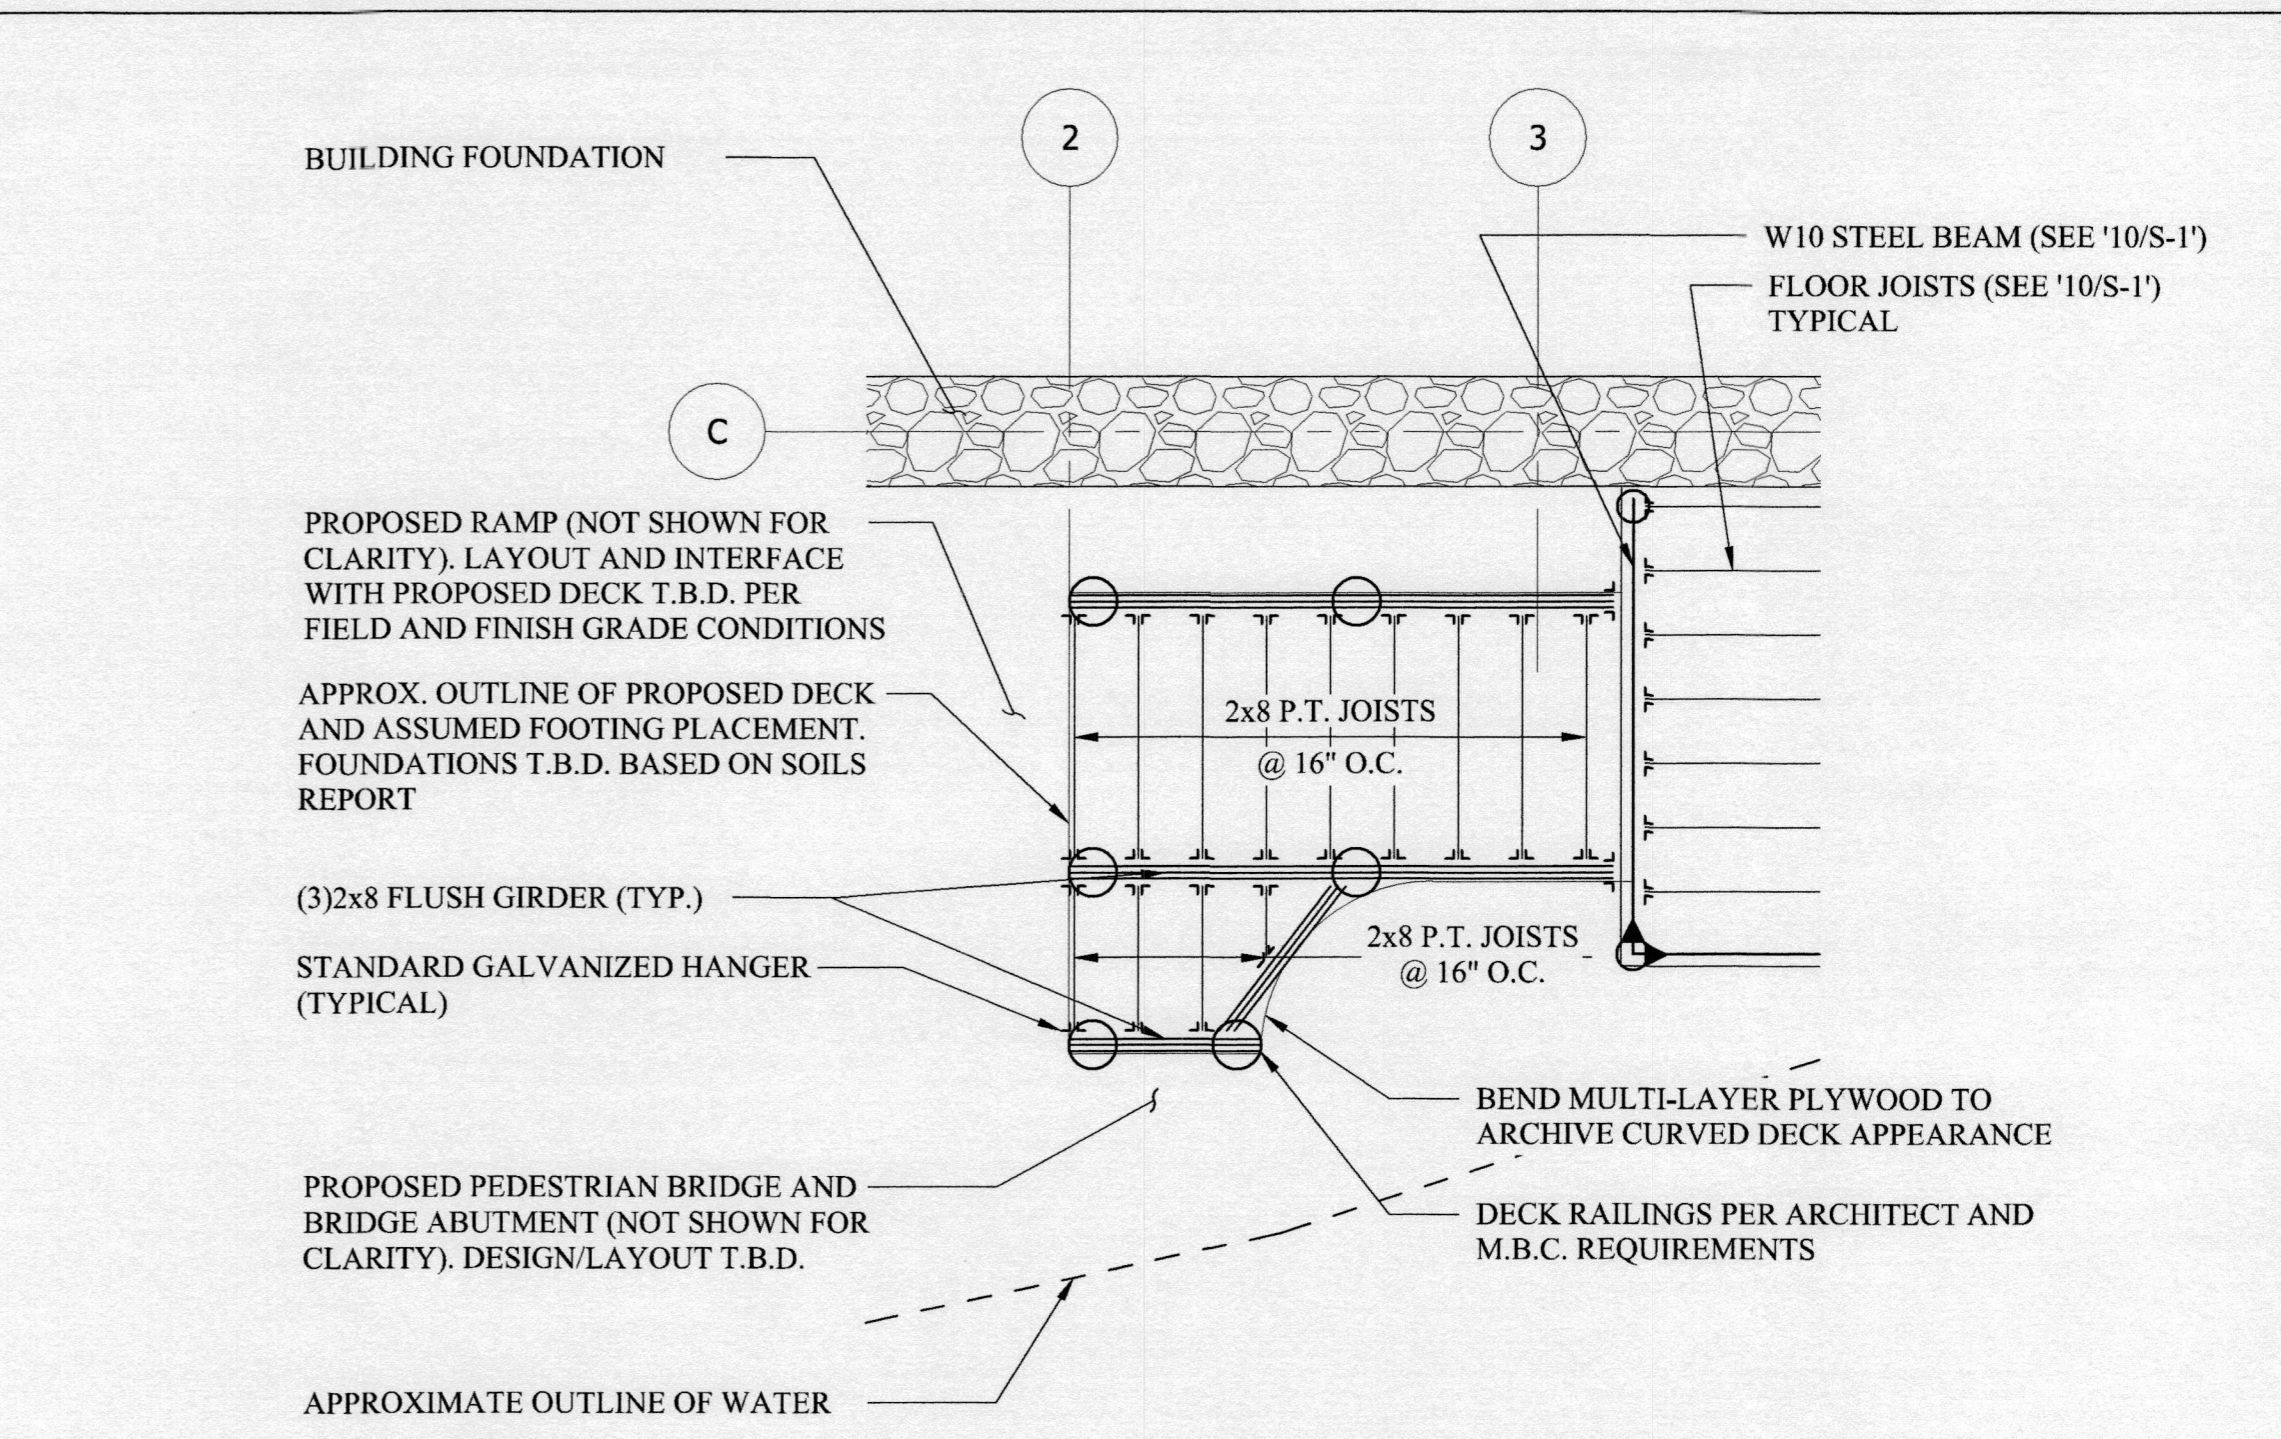 2
3
BUILDING FOUNDATION
W10 STEEL BEAM (SEE '10/S-1')
FLOOR JOISTS (SEE '10/S-1')
TYPICAL
C
PROPOSED RAMP (NOT SHOWN FOR
CLARITY). LAYOUT AND INTERFACE
WITH PROPOSED DECK T.B.D. PER
FIELD AND FINISH GRADE CONDITIONS
APPROX. OUTLINE OF PROPOSED DECK
AND ASSUMED FOOTING PLACEMENT.
FOUNDATIONS T.B.D. BASED ON SOILS
REPORT
2x8 P.T. JOISTS
@ 16" O.C.
(3)2x8 FLUSH GIRDER (TYP.)
2x8 P.T. JOISTS
@ 16" O.C.
STANDARD GALVANIZED HANGER
(TYPICAL)
BEND MULTI-LAYER PLYWOOD TO
ARCHIVE CURVED DECK APPEARANCE
PROPOSED PEDESTRIAN BRIDGE AND
BRIDGE ABUTMENT (NOT SHOWN FOR
CLARITY). DESIGN/LAYOUT T.B.D.
DECK RAILINGS PER ARCHITECT AND
M.B.C. REQUIREMENTS
APPROXIMATE OUTLINE OF WATER